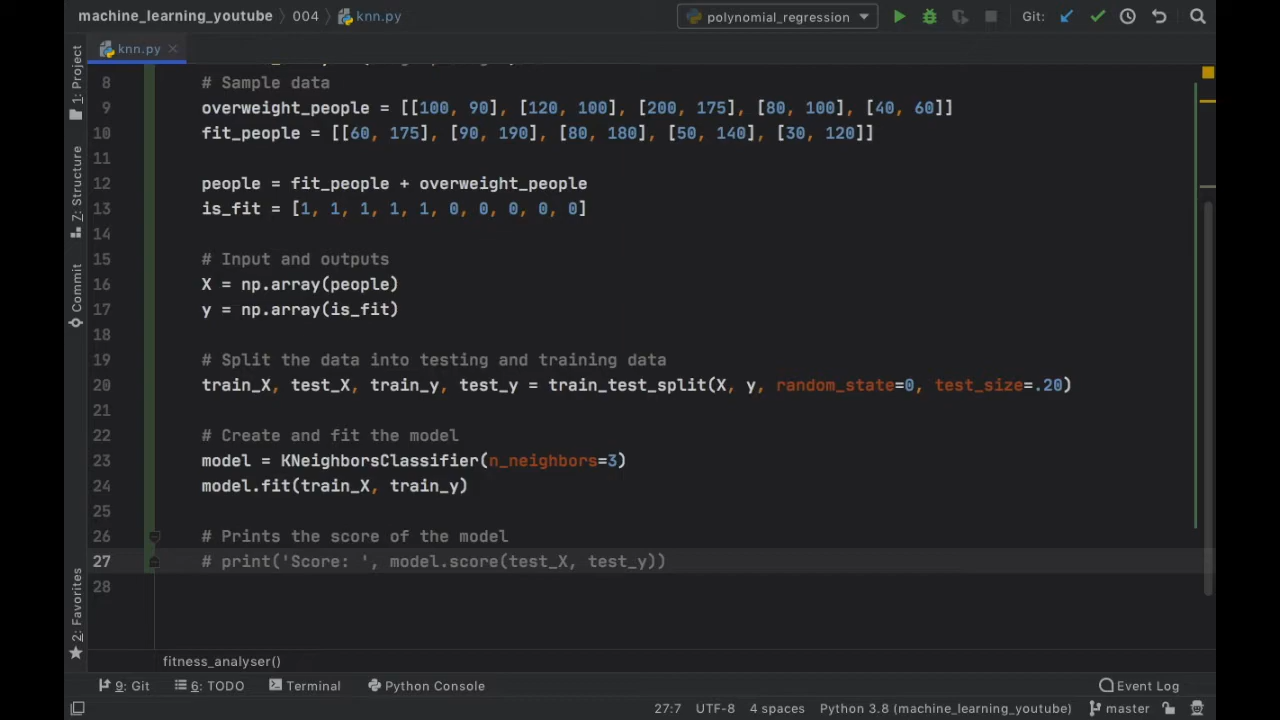 machine_learning_youtube
004
knn.py
polynomial_regression
Git:
knn.py
1: Project
7: Structure
Commit
2: Favorites
8 # Sample data
9 overweight_people = [[100, 90], [120, 100], [200, 175], [80, 100], [40, 60]]
10 fit_people = [[60, 175], [90, 190], [80, 180], [50, 140], [30, 120]]
11
12 people = fit_people + overweight_people
13 is_fit = [1, 1, 1, 1, 1, 0, 0, 0, 0, 0]
14
15 # Input and outputs
16 X = np.array(people)
17 y = np.array(is_fit)
18
19 # Split the data into testing and training data
20 train_X, test_X, train_y, test_y = train_test_split(X, y, random_state=0, test_size=.20)
21
22 # Create and fit the model
23 model = KNeighborsClassifier(n_neighbors=3)
24 model.fit(train_X, train_y)
25
26 # Prints the score of the model
27 # print('Score: ', model.score(test_X, test_y))
28
fitness_analyser()
9: Git
6: TODO
Terminal
Python Console
Event Log
27:7
UTF-8
4 spaces
Python 3.8 (machine_learning_youtube)
master